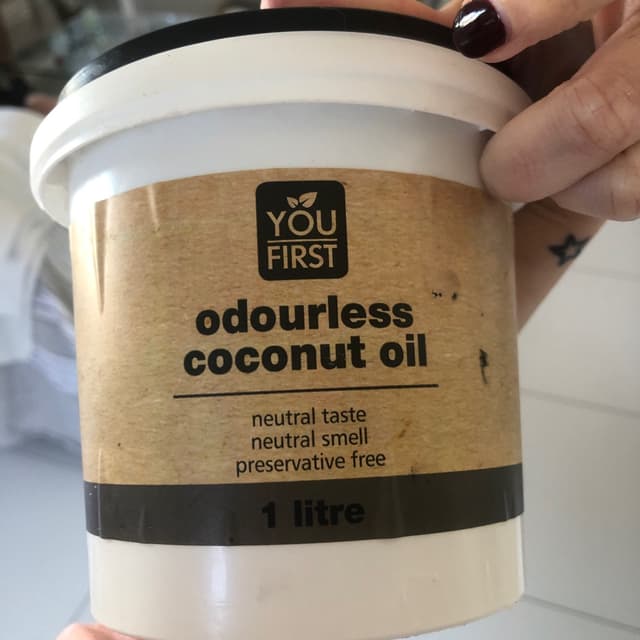 YOU
FIRST
odourless
coconut oil
neutral taste
neutral smell
preservative free
1 litre